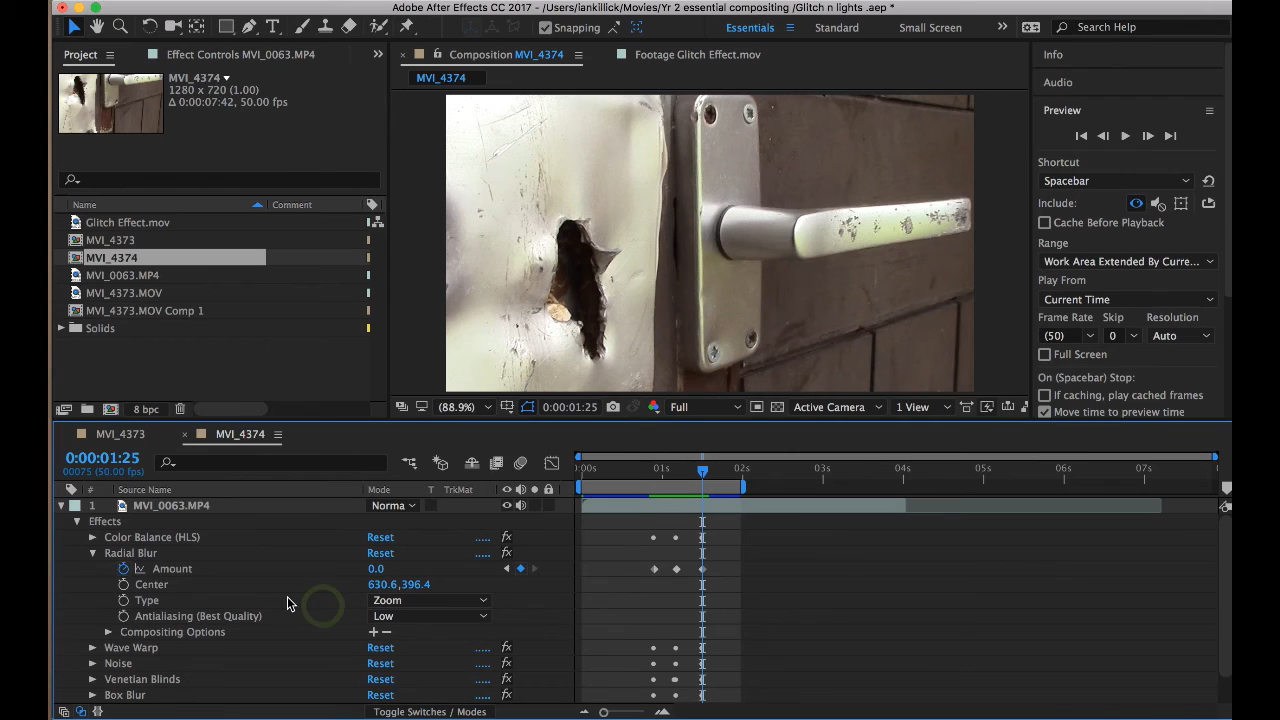 Adobe After Effects CC 2017 - /Users/iankillick/Movies/Yr 2 essential compositing /Glitch n lights .aep *
Snapping
Essentials
Standard
Small Screen
Search Help
Project
Effect Controls MVI_0063.MP4
Composition MVI_4374
Footage Glitch Effect.mov
Info
MVI_4374
1280 x 720 (1.00)
Δ 0:00:07:42, 50.00 fps
MVI_4374
Audio
Preview
Shortcut
Spacebar
Include:
Cache Before Playback
Range
Work Area Extended By Curre...
Play From
Current Time
Frame Rate
Skip
Resolution
(50)
0
Auto
Full Screen
On (Spacebar) Stop:
If caching, play cached frames
Move time to preview time
Name
Comment
Glitch Effect.mov
MVI_4373
MVI_4374
MVI_0063.MP4
MVI_4373.MOV
MVI_4373.MOV Comp 1
Solids
8 bpc
(88.9%)
0:00:01:25
Full
Active Camera
1 View
MVI_4373
MVI_4374
0:00:01:25
00075 (50.00 fps)
:00s
01s
02s
03s
04s
05s
06s
07s
#
Source Name
Mode
T
TrkMat
1
MVI_0063.MP4
Norma
Effects
Color Balance (HLS)
Reset
Radial Blur
Reset
Amount
0.0
Center
630.6,396.4
Type
Zoom
Antialiasing (Best Quality)
Low
Compositing Options
+ −
Wave Warp
Reset
Noise
Reset
Venetian Blinds
Reset
Box Blur
Reset
Toggle Switches / Modes